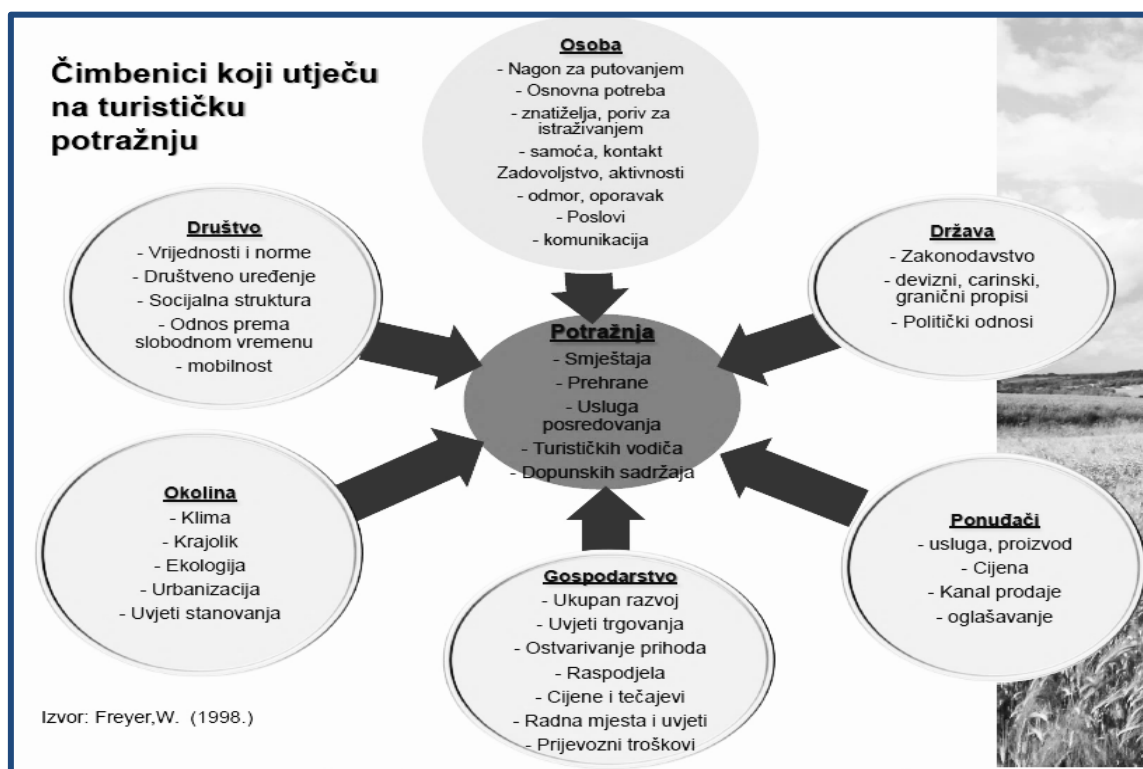 Čimbenici koji utječu
na turističku
potražnju
Osoba
- Nagon za putovanjem
- Osnovna potreba
- znatiželja, poriv za
istraživanjem
- samoća, kontakt
Zadovoljstvo, aktivnosti
- odmor, oporavak
- Poslovi
- komunikacija
Društvo
- Vrijednosti i norme
- Društveno uređenje
- Socijalna struktura
- Odnos prema
slobodnom vremenu
- mobilnost
Država
- Zakonodavstvo
- devizni, carinski,
granični propisi
- Politički odnosi
Potražnja
- Smještaja
- Prehrane
- Usluga
posredovanja
- Turističkih vodiča
- Dopunskih sadržaja
Okolina
- Klima
- Krajolik
- Ekologija
- Urbanizacija
- Uvjeti stanovanja
Gospodarstvo
- Ukupan razvoj
- Uvjeti trgovanja
- Ostvarivanje prihoda
- Raspodjela
- Cijene i tečajevi
- Radna mjesta i uvjeti
- Prijevozni troškovi
Ponuđači
- usluga, proizvod
- Cijena
- Kanal prodaje
- oglašavanje
Izvor: Freyer,W. (1998.)